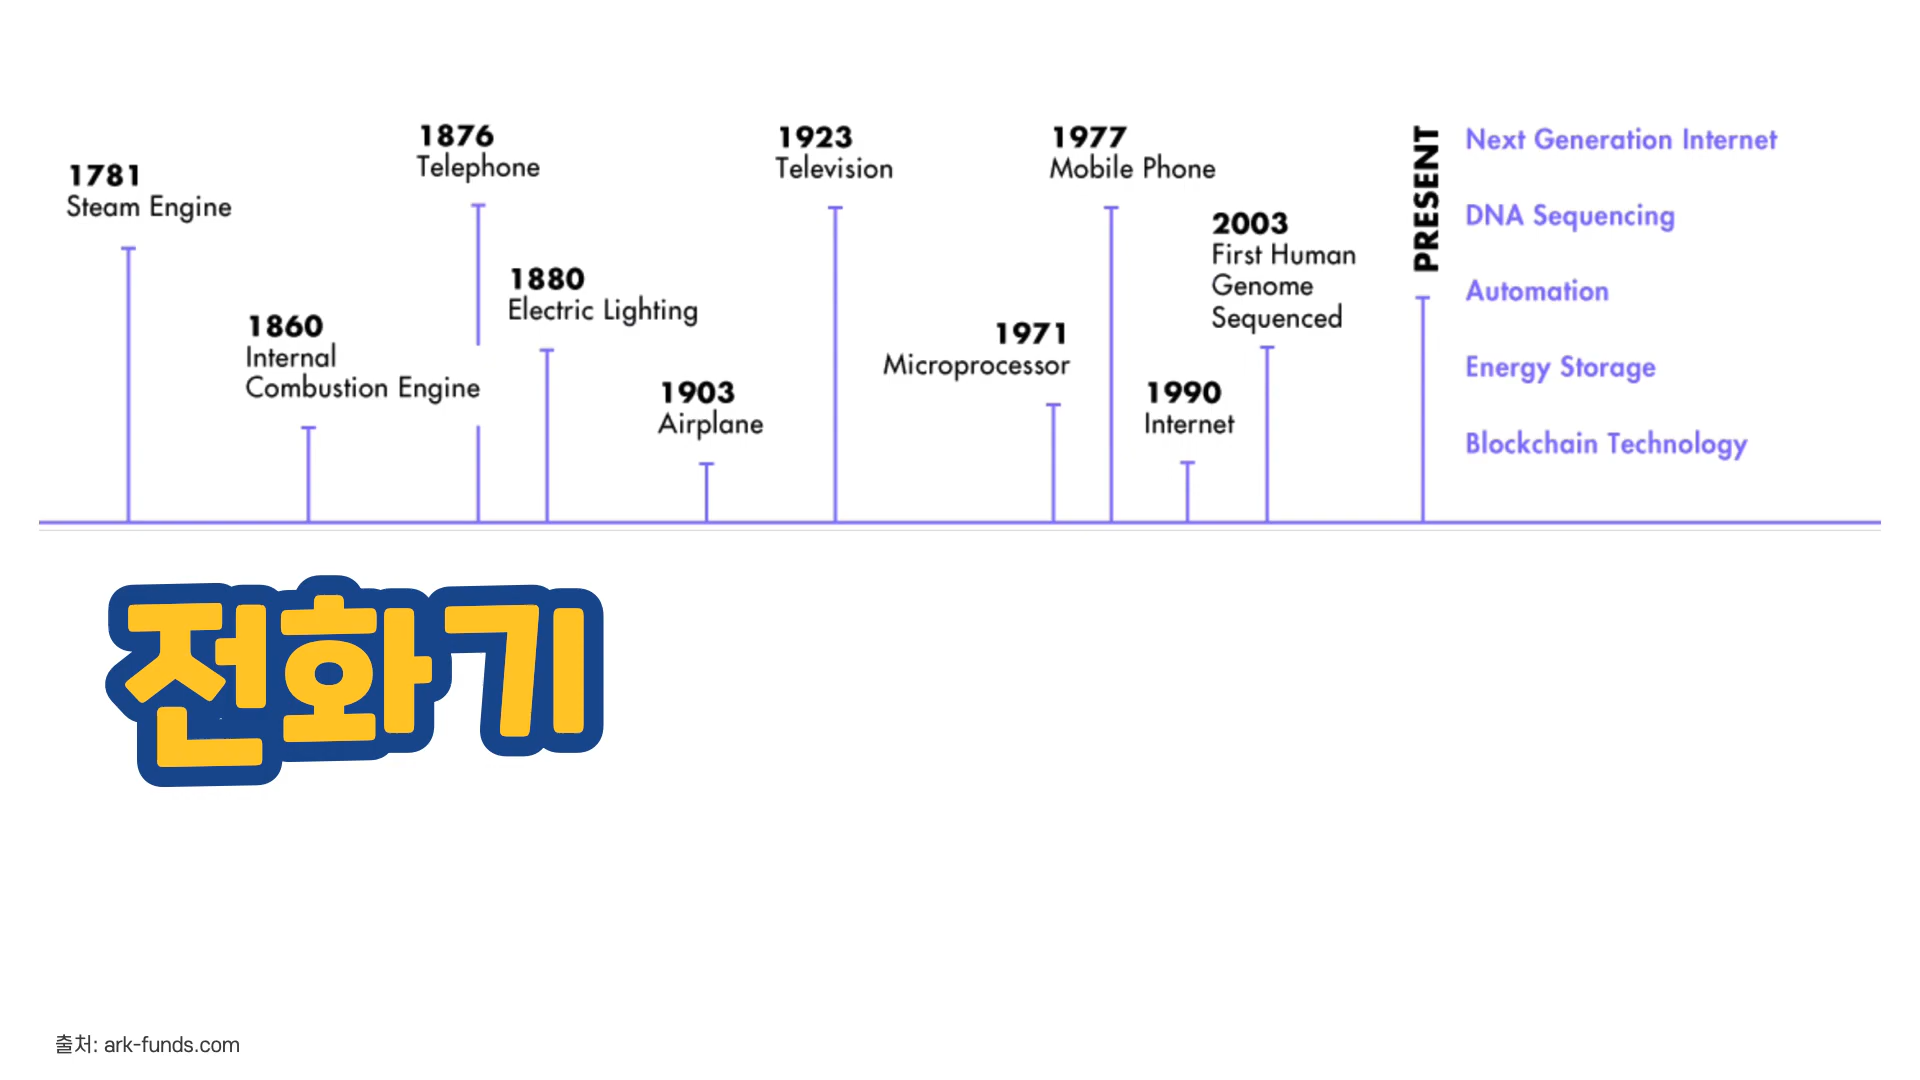 1781
Steam Engine
1860
Internal
Combustion Engine
1876
Telephone
1880
Electric Lighting
1903
Airplane
1923
Television
1971
Microprocessor
1977
Mobile Phone
1990
Internet
2003
First Human
Genome
Sequenced
PRESENT
Next Generation Internet
DNA Sequencing
Automation
Energy Storage
Blockchain Technology
전화기
출처: ark-funds.com